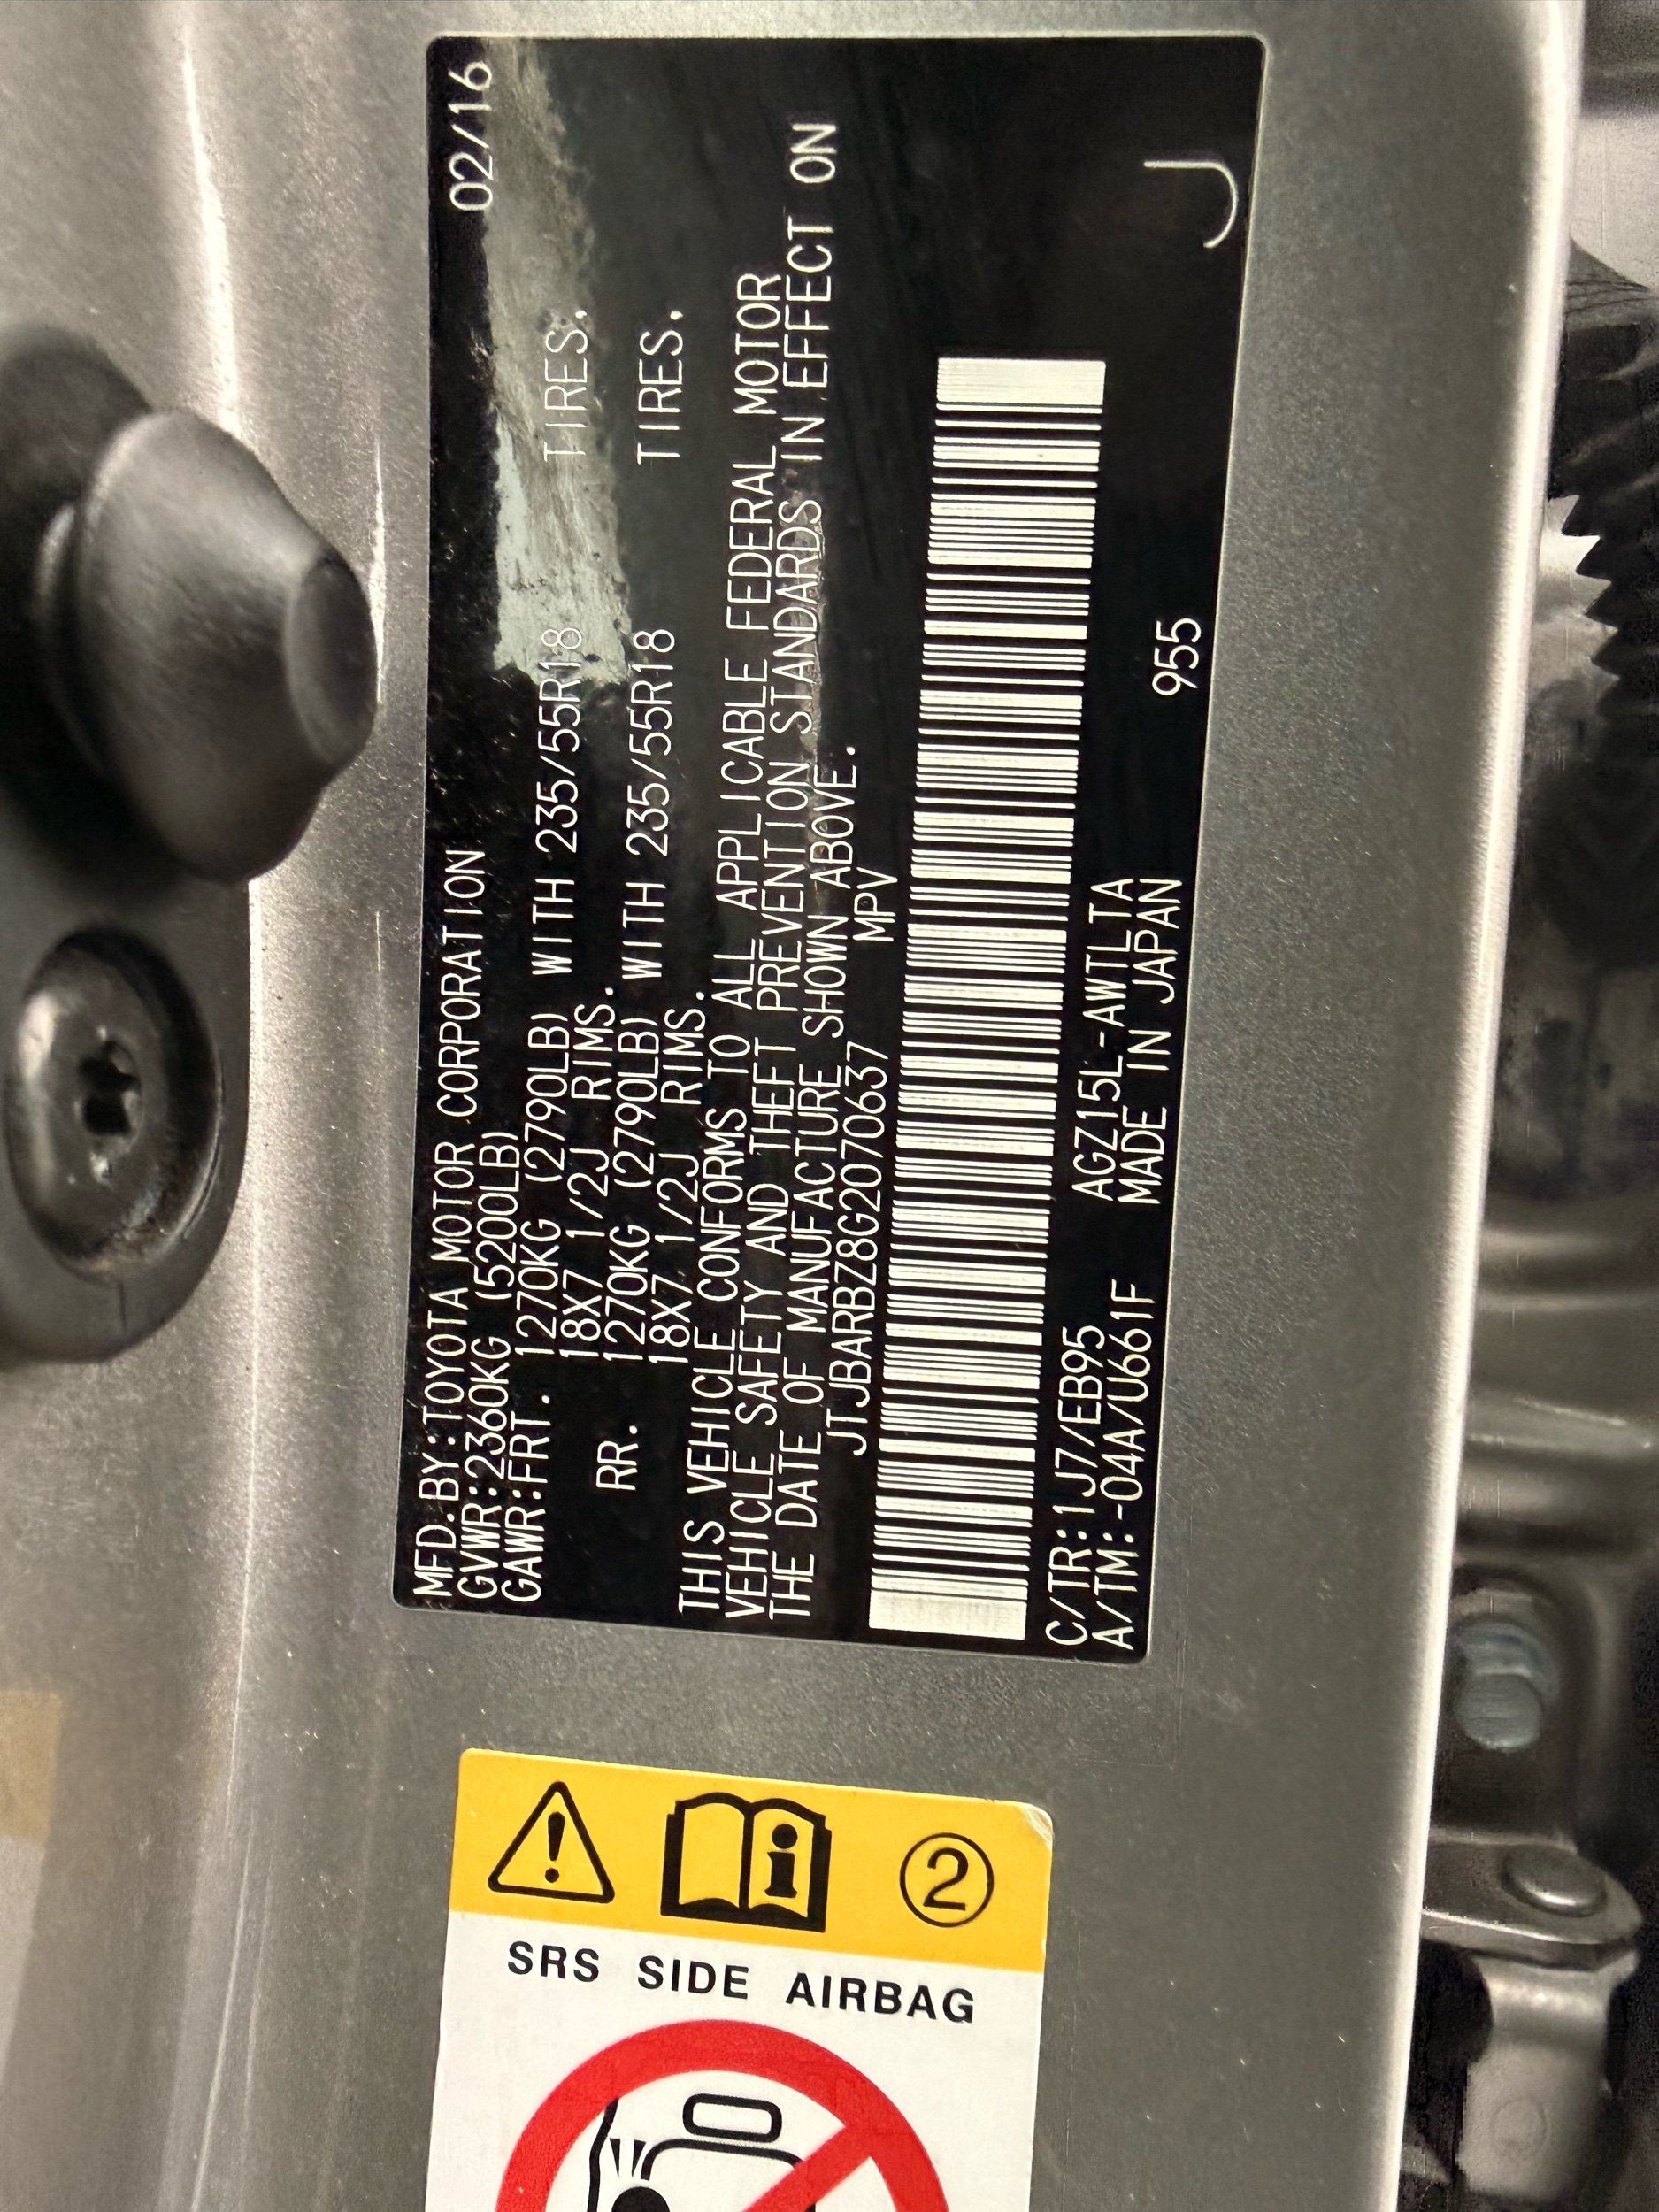 MFD.BY:TOYOTA MOTOR CORPORATION 02/16
GVWR:2360KG (5200LB)
GAWR:FRT. 1270KG (2790LB) WITH 235/55R18 TIRES.
18X7 1/2J RIMS.
RR. 1270KG (2790LB) WITH 235/55R18 TIRES.
18X7 1/2J RIMS.
THIS VEHICLE CONFORMS TO ALL APPLICABLE FEDERAL MOTOR
VEHICLE SAFETY AND THEFT PREVENTION STANDARDS IN EFFECT ON
THE DATE OF MANUFACTURE SHOWN ABOVE.
JTJBARBZ8G2070637 MPV
C/TR:1J7/EB95 AGZ15L-AWTLTA
A/TM:-04A/U661F MADE IN JAPAN 955
J
2
SRS SIDE AIRBAG